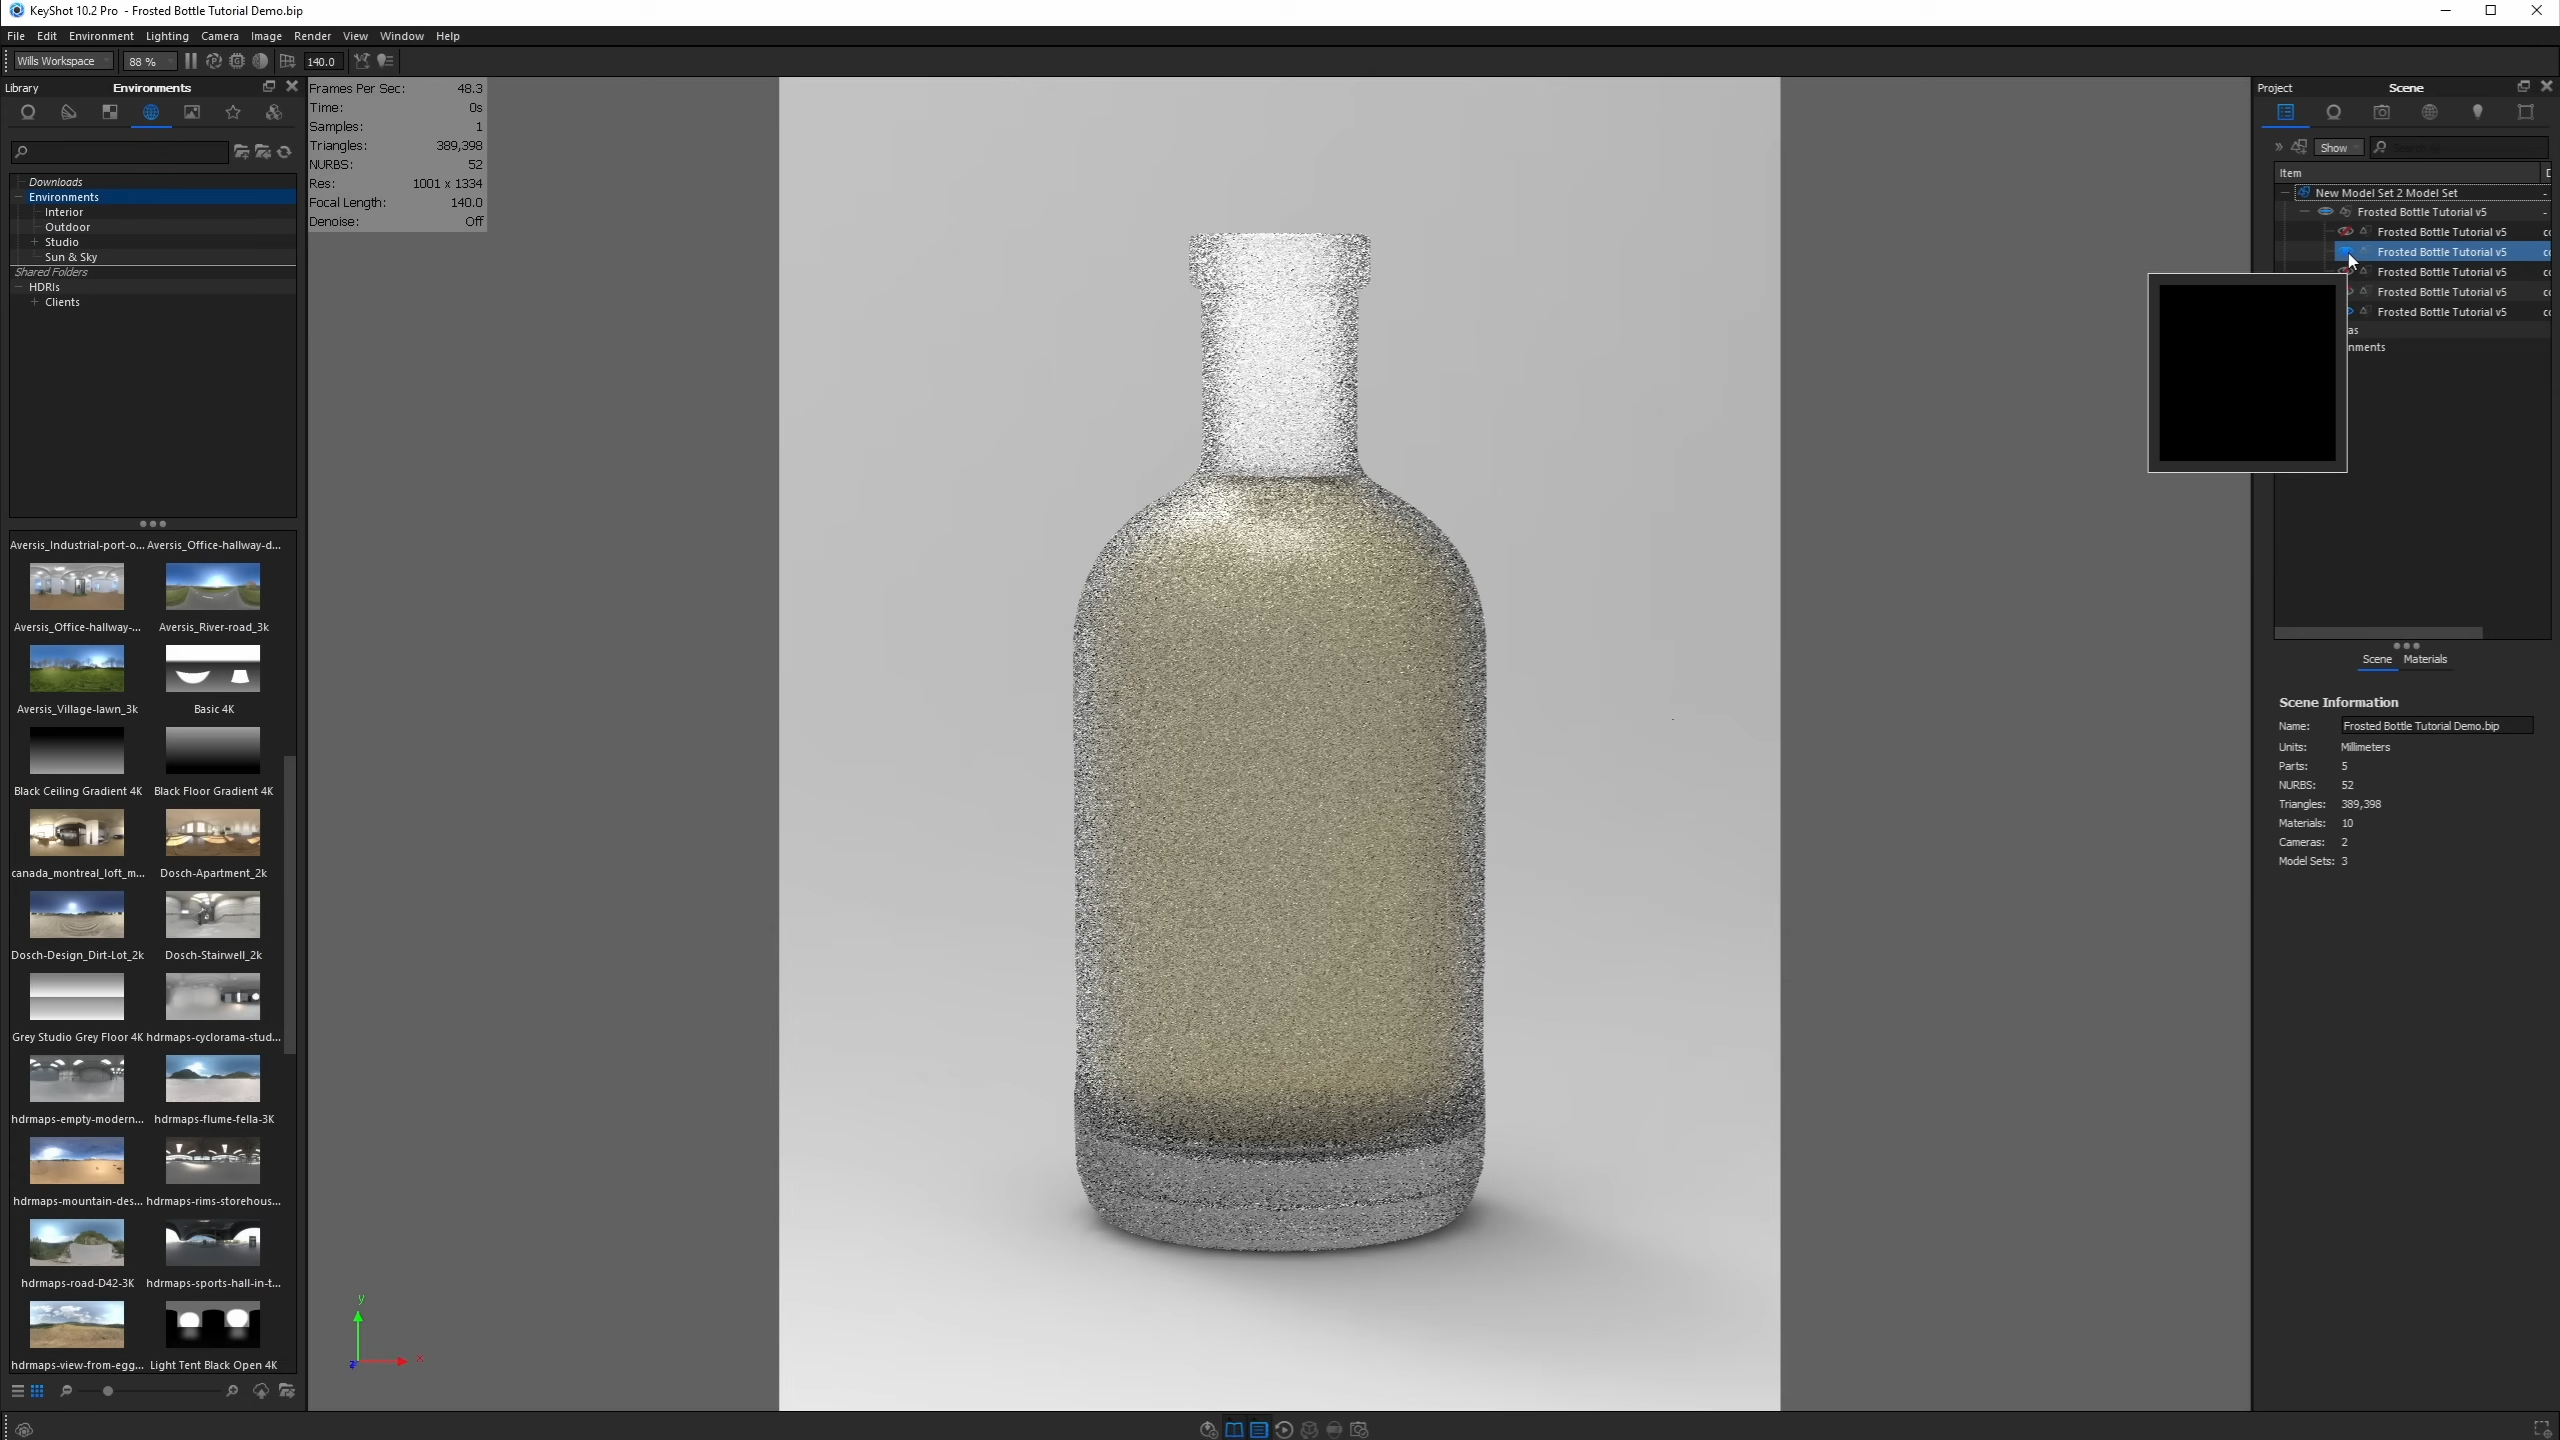 KeyShot 10.2 Pro - Frosted Bottle Tutorial Demo.bip
File Edit Environment Lighting Camera Image Render View Window Help
Wills Workspace 88 % 140.0
Library Environments
Downloads
Environments
Interior
Outdoor
Studio
Sun & Sky
Shared Folders
HDRIs
Clients
Aversis_Industrial-port-o... Aversis_Office-hallway-d...
Aversis_Office-hallway-... Aversis_River-road_3k
Aversis_Village-lawn_3k Basic 4K
Black Ceiling Gradient 4K Black Floor Gradient 4K
canada_montreal_loft_m... Dosch-Apartment_2k
Dosch-Design_Dirt-Lot_2k Dosch-Stairwell_2k
Grey Studio Grey Floor 4K hdrmaps-cyclorama-stud...
hdrmaps-empty-modern... hdrmaps-flume-fella-3K
hdrmaps-mountain-des... hdrmaps-rims-storehous...
hdrmaps-road-D42-3K hdrmaps-sports-hall-in-t...
hdrmaps-view-from-egg... Light Tent Black Open 4K
Frames Per Sec: 48.3
Time: 0s
Samples: 1
Triangles: 389,398
NURBS: 52
Res: 1001 x 1334
Focal Length: 140.0
Denoise: Off
y
x
z
Project Scene
Show
Item
New Model Set 2 Model Set -
Frosted Bottle Tutorial v5 -
Frosted Bottle Tutorial v5
Frosted Bottle Tutorial v5
Frosted Bottle Tutorial v5
Frosted Bottle Tutorial v5
Frosted Bottle Tutorial v5
as
nments
Scene Materials
Scene Information
Name: Frosted Bottle Tutorial Demo.bip
Units: Millimeters
Parts: 5
NURBS: 52
Triangles: 389,398
Materials: 10
Cameras: 2
Model Sets: 3